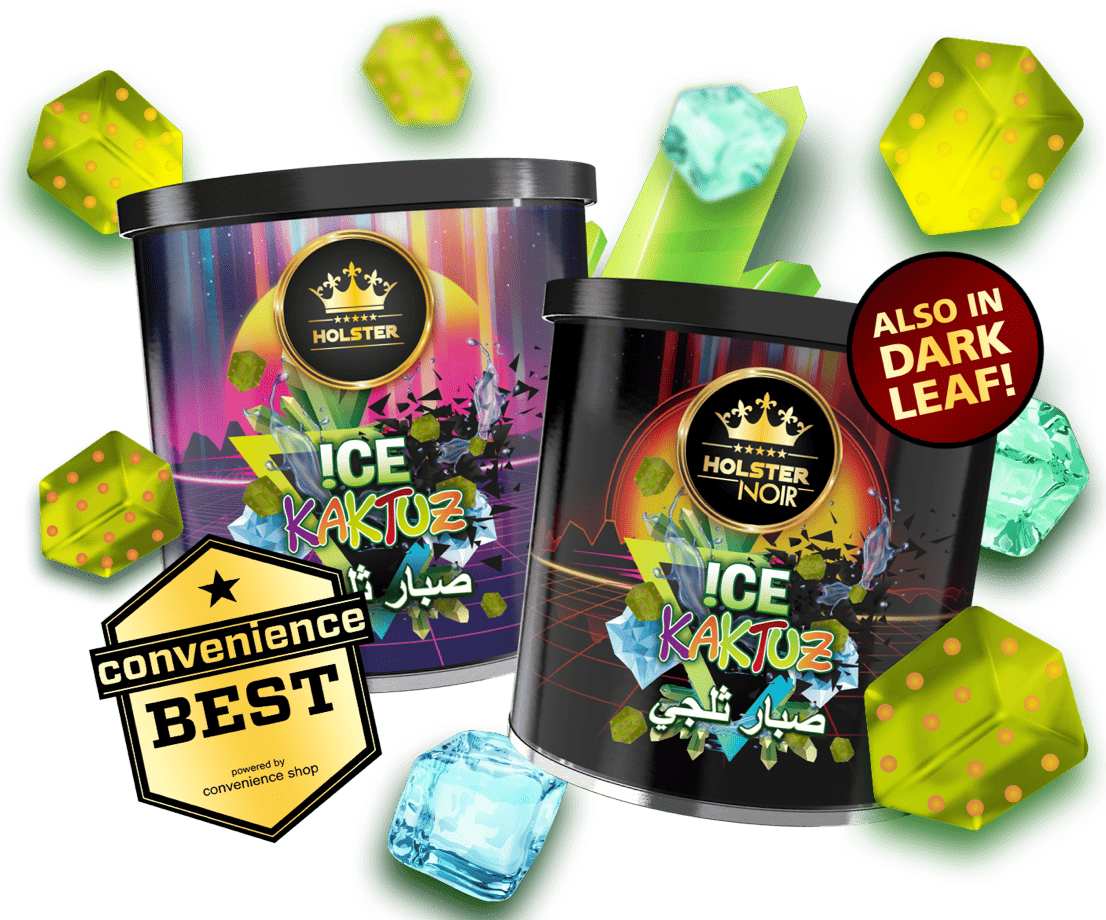 HOLSTER
!CE
KAKTUZ
صبار
ALSO IN
DARK
LEAF!
HOLSTER
NOIR
!CE
KAKTUZ
صبار ثلجي
convenience
BEST
powered by
convenience shop